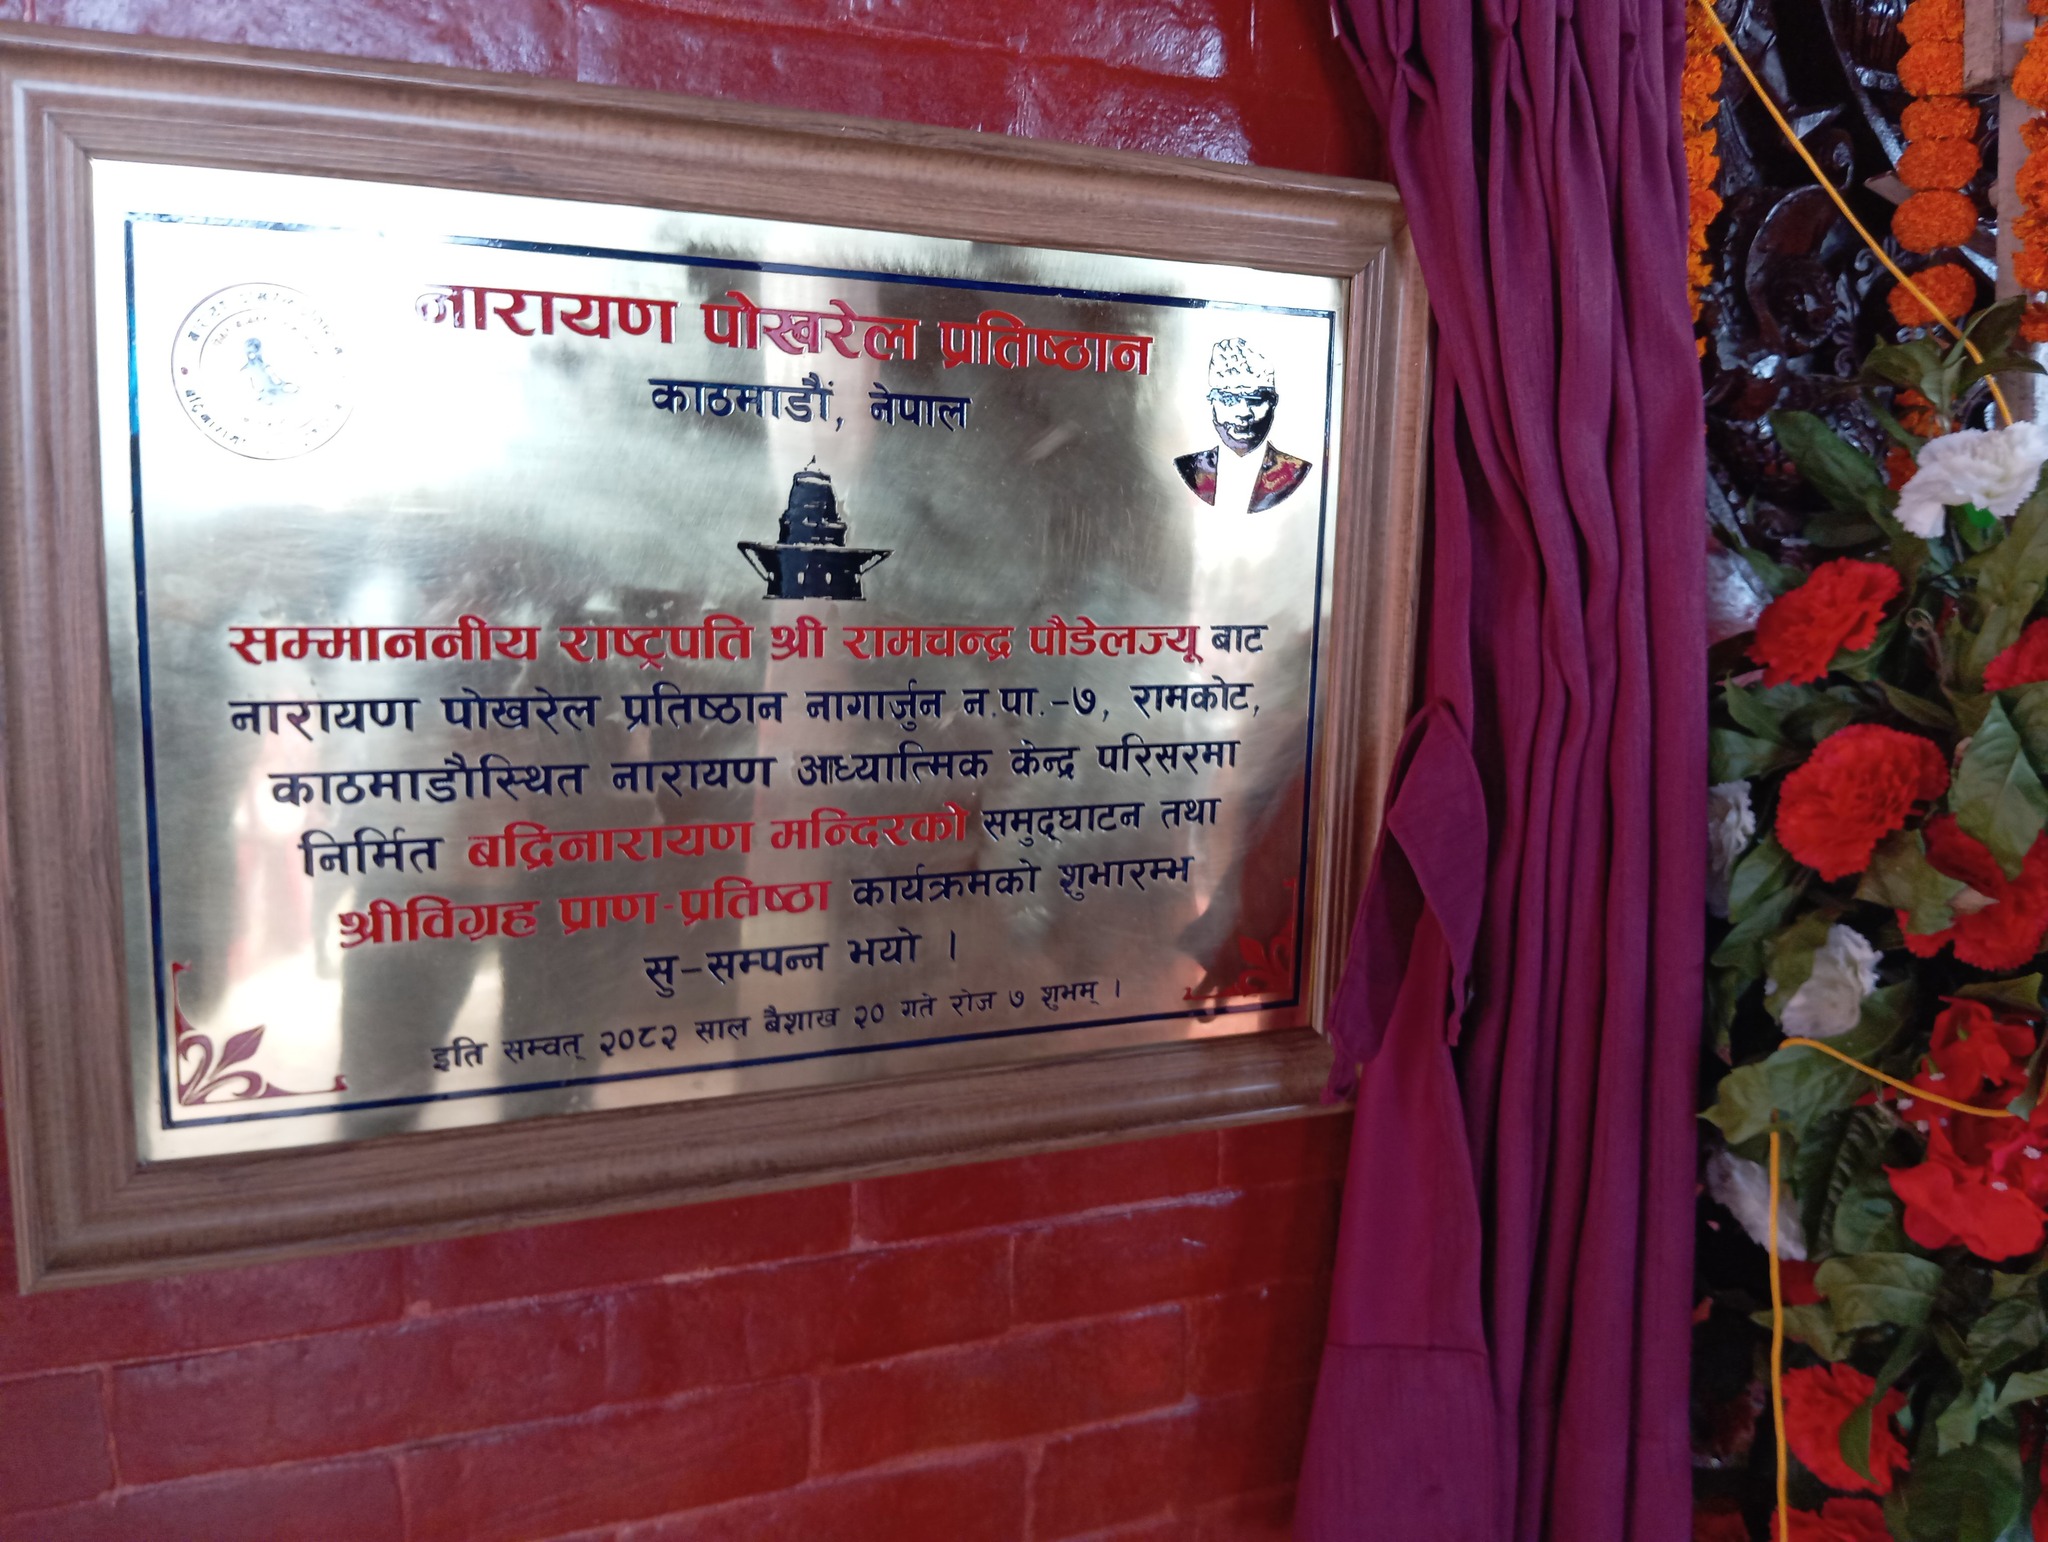 नारायण पोखरेल प्रतिष्ठान
काठमाडौं, नेपाल
सम्माननीय राष्ट्रपति श्री रामचन्द्र पौडेलज्यू बाट
नारायण पोखरेल प्रतिष्ठान नागार्जुन न.पा.-७, रामकोट,
काठमाडौस्थित नारायण आध्यात्मिक केन्द्र परिसरमा
निर्मित बद्रिनारायण मन्दिरको समुद्घाटन तथा
श्रीविग्रह प्राण-प्रतिष्ठा कार्यक्रमको शुभारम्भ
सु-सम्पन्न भयो ।
इति सम्वत् २०८२ साल बैशाख २० गते रोज ७ शुभम् ।